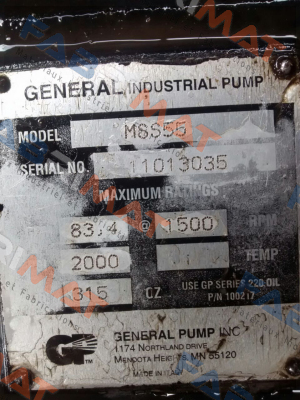 GENERAL INDUSTRIAL PUMP
MODEL MSS55
SERIAL NO. 11013035
MAXIMUM RATINGS
83.4 @ 1500 RPM
2000 TEMP
315 OZ USE GP SERIES 220 OIL
P/N 100217
GP
TM
GENERAL PUMP INC
1174 NORTHLAND DRIVE
MENDOTA HEIGHTS, MN 55120
MADE IN ITALY